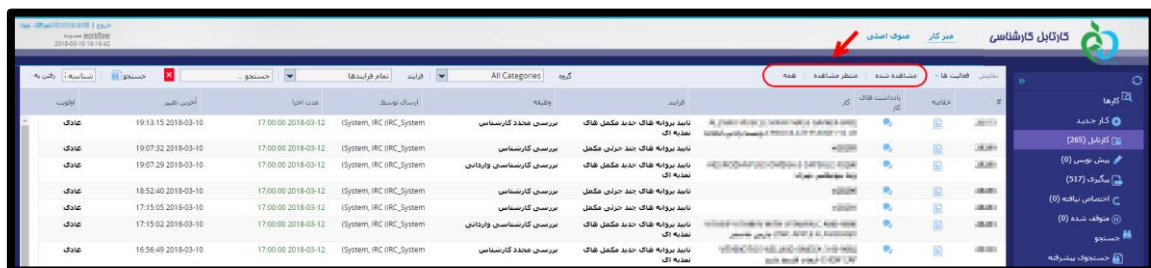 خروج |
workflow محدوده
2018-03-10 19:18:42
منوی اصلی میز کار
کارتابل کارشناسی
نمایش فعالیت ها - مشاهده شده منتظر مشاهده همه
گروه All Categories فرایند تمام فرایندها جستجو ... جستجو شناسه رفتن به
# خلاصه یادداشت های کار کار فرایند وظیفه ارسال توسط مدت اجرا آخرین تغییر اولویت
تایید پروانه های جدید مکمل های تغذیه ای بررسی مجدد کارشناس (System, IRC (IRC_System 17:00:00 2018-03-12 19:13:15 2018-03-10 عادی
تایید پروانه های چند جزئی مکمل بررسی کارشناس (System, IRC (IRC_System 17:00:00 2018-03-12 19:07:32 2018-03-10 عادی
تایید پروانه های جدید مکمل های تغذیه ای بررسی کارشناسی وارداتی (System, IRC (IRC_System 17:00:00 2018-03-12 19:07:29 2018-03-10 عادی
تایید پروانه های چند جزئی مکمل بررسی کارشناس (System, IRC (IRC_System 17:00:00 2018-03-12 18:52:40 2018-03-10 عادی
تایید پروانه های چند جزئی مکمل بررسی کارشناس (System, IRC (IRC_System 17:00:00 2018-03-12 17:15:05 2018-03-10 عادی
تایید پروانه های جدید مکمل های تغذیه ای بررسی کارشناسی وارداتی (System, IRC (IRC_System 17:00:00 2018-03-12 17:15:02 2018-03-10 عادی
تایید پروانه های جدید مکمل های تغذیه ای بررسی مجدد کارشناس (System, IRC (IRC_System 17:00:00 2018-03-12 16:56:49 2018-03-10 عادی
کارها
کار جدید
کارتابل (265)
پیش نویس (0)
پیگیری (517)
اختصاص نیافته (0)
متوقف شده (0)
جستجو
جستجوی پیشرفته